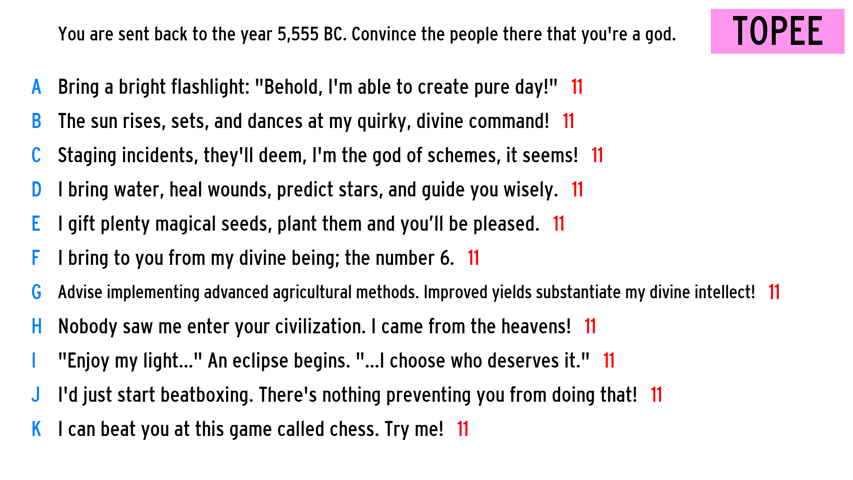 You are sent back to the year 5,555 BC. Convince the people there that you're a god.
TOPEE
A Bring a bright flashlight: "Behold, I'm able to create pure day!" 11
B The sun rises, sets, and dances at my quirky, divine command! 11
C Staging incidents, they'll deem, I'm the god of schemes, it seems! 11
D I bring water, heal wounds, predict stars, and guide you wisely. 11
E I gift plenty magical seeds, plant them and you’ll be pleased. 11
F I bring to you from my divine being; the number 6. 11
G Advise implementing advanced agricultural methods. Improved yields substantiate my divine intellect! 11
H Nobody saw me enter your civilization. I came from the heavens! 11
I "Enjoy my light..." An eclipse begins. "...I choose who deserves it." 11
J I'd just start beatboxing. There's nothing preventing you from doing that! 11
K I can beat you at this game called chess. Try me! 11